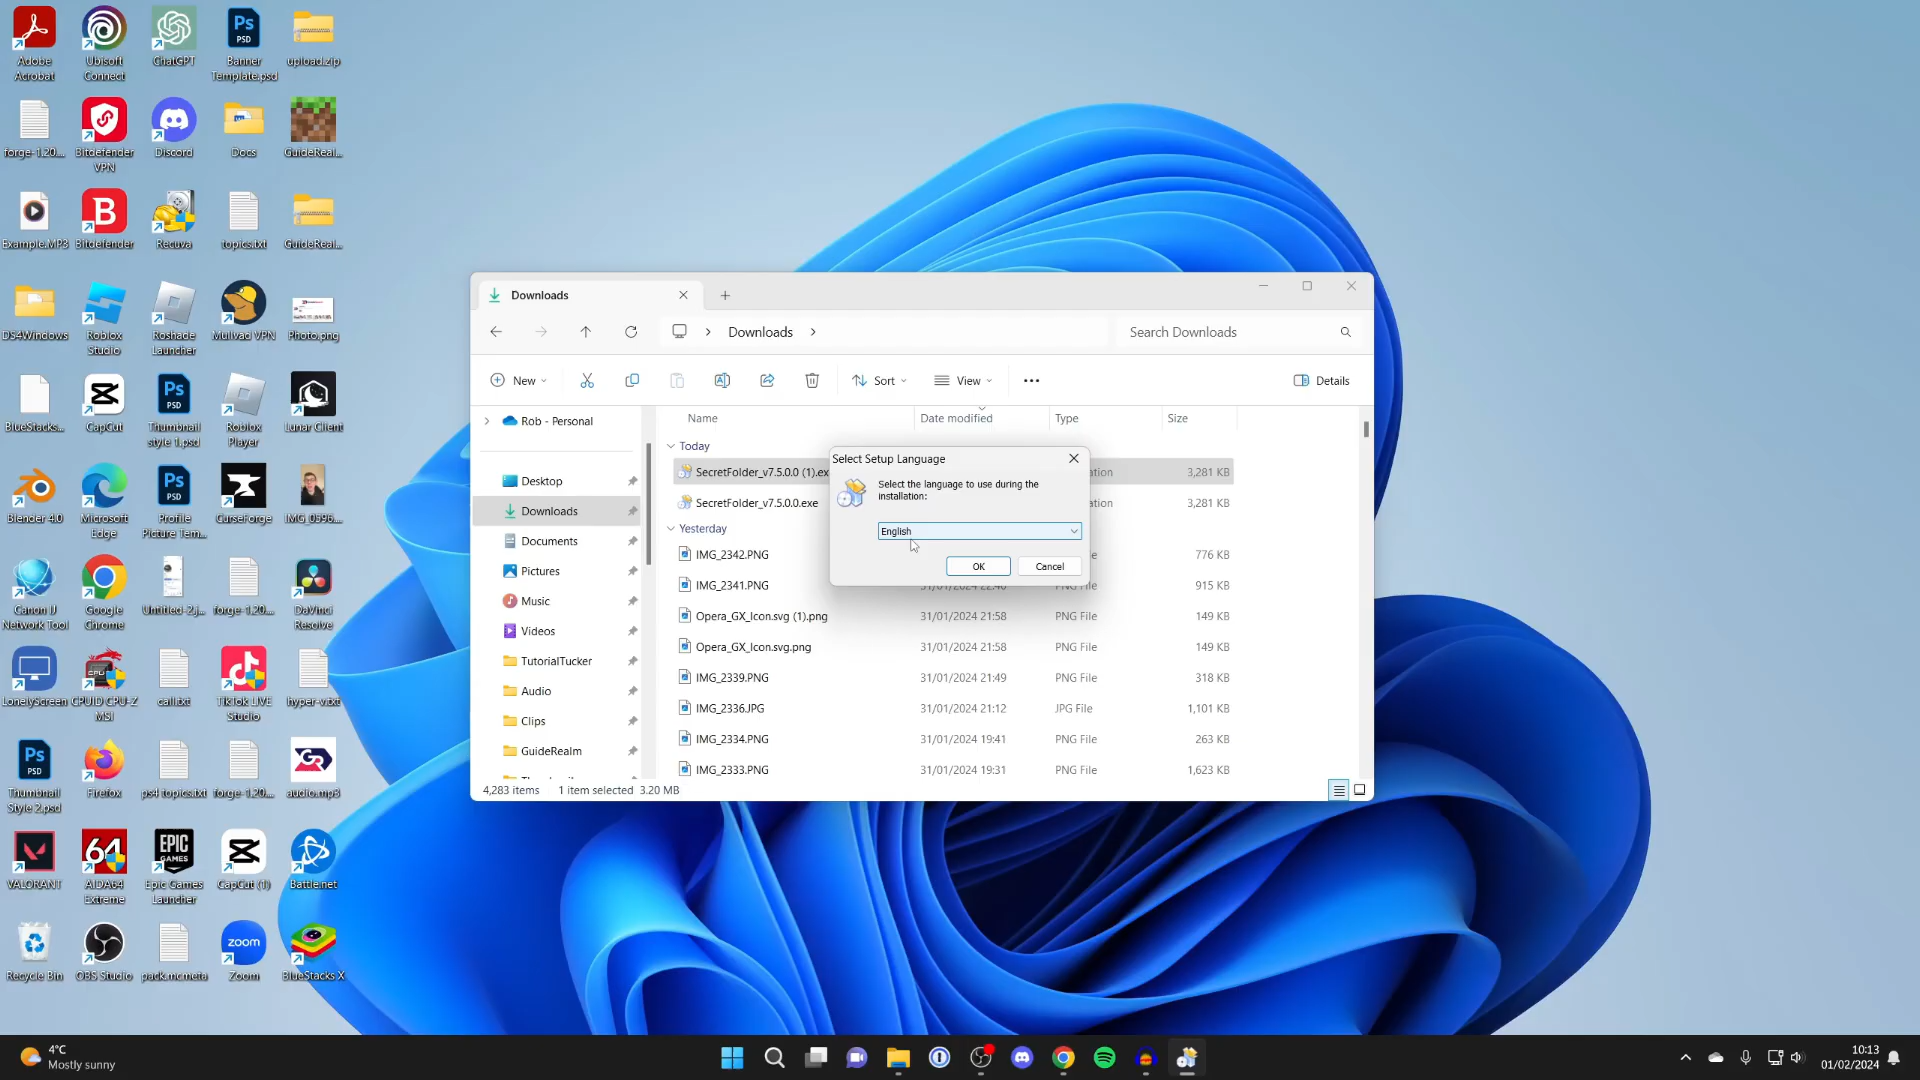 Adobe
Acrobat
Ubisoft
Connect
ChatGPT
Banner
Template.psd
upload.zip
forge-1.20....
Bitdefender
VPN
Discord
Docs
GuideReal...
Example.MP3
Bitdefender
Recuva
topics.txt
GuideReal...
DS4Windows
Roblox
Studio
Roshade
Launcher
Mullvad VPN
Photo.png
BlueStacks...
CapCut
Thumbnail
style 1.psd
Roblox
Player
Lunar Client
Blender 4.0
Microsoft
Edge
Profile
Picture Tem...
CurseForge
IMG_0596....
Canon IJ
Network Tool
Google
Chrome
Untitled-2.j...
forge-1.20....
DaVinci
Resolve
LonelyScreen
CPUID CPU-Z
MSI
call.txt
TikTok LIVE
Studio
hyper-v.txt
Thumbnail
Style 2.psd
Firefox
ps4 topics.txt
forge-1.20....
audio.mp3
VALORANT
AIDA64
Extreme
Epic Games
Launcher
CapCut (1)
Battle.net
Recycle Bin
OBS Studio
pack.mcmeta
Zoom
BlueStacks X
Downloads
Downloads
Search Downloads
New
Sort
View
Details
Rob - Personal
Desktop
Downloads
Documents
Pictures
Music
Videos
TutorialTucker
Audio
Clips
GuideRealm
Name
Date modified
Type
Size
Today
SecretFolder_v7.5.0.0 (1).ex
3,281 KB
SecretFolder_v7.5.0.0.exe
3,281 KB
Yesterday
IMG_2342.PNG
776 KB
IMG_2341.PNG
915 KB
Opera_GX_Icon.svg (1).png 31/01/2024 21:58 PNG File 149 KB
Opera_GX_Icon.svg.png 31/01/2024 21:58 PNG File 149 KB
IMG_2339.PNG 31/01/2024 21:49 PNG File 318 KB
IMG_2336.JPG 31/01/2024 21:12 JPG File 1,101 KB
IMG_2334.PNG 31/01/2024 19:41 PNG File 263 KB
IMG_2333.PNG 31/01/2024 19:31 PNG File 1,623 KB
4,283 items 1 item selected 3.20 MB
Select Setup Language
Select the language to use during the
installation:
English
OK
Cancel
4°C
Mostly sunny
10:13
01/02/2024